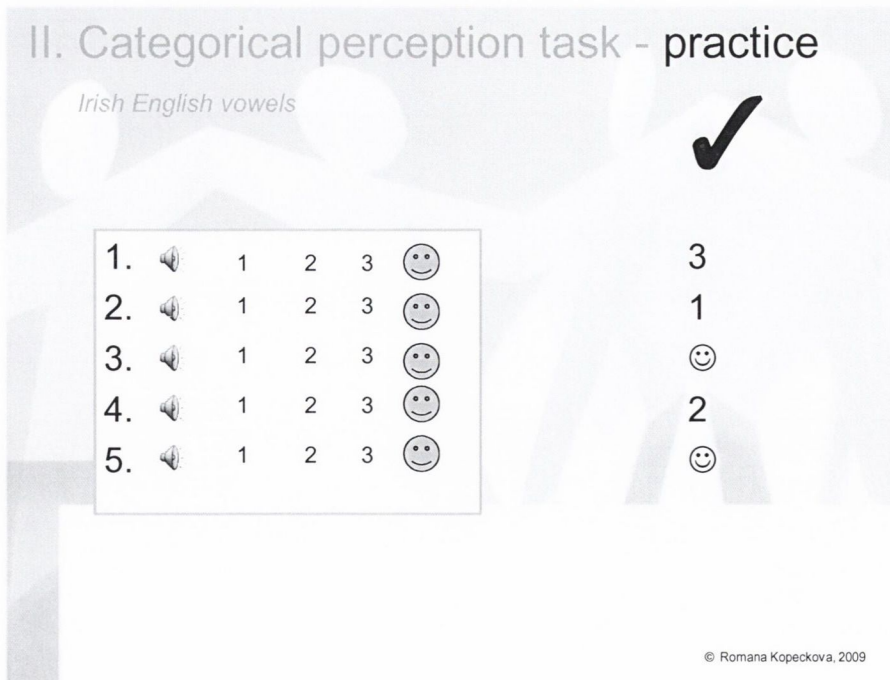 II. Categorical perception task - practice
Irish English vowels
1. 1 2 3 3
2. 1 2 3 1
3. 1 2 3
4. 1 2 3 2
5. 1 2 3
© Romana Kopeckova, 2009